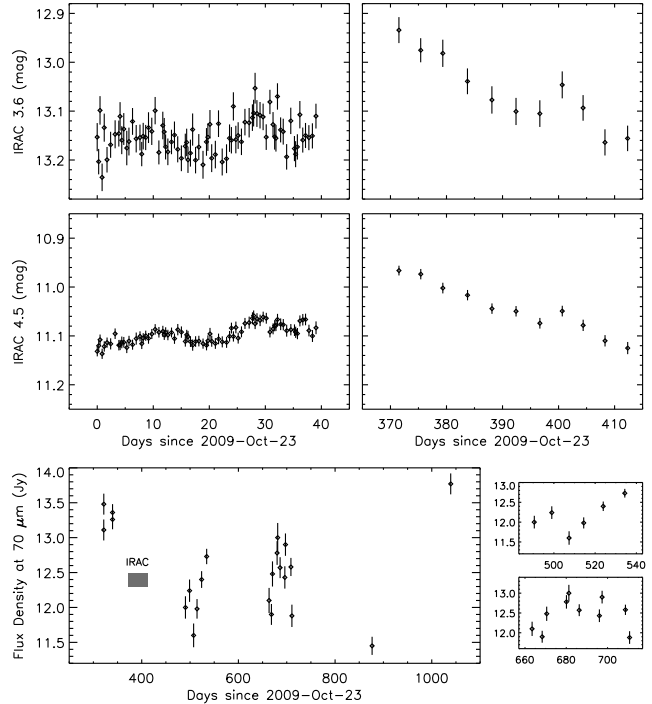 12.9
13.0
13.1
13.2
IRAC 3.6 (mag)
10.9
11.0
11.1
11.2
IRAC 4.5 (mag)
0 10 20 30 40
Days since 2009-Oct-23
370 380 390 400 410
Days since 2009-Oct-23
14.0
13.5
13.0
12.5
12.0
11.5
Flux Density at 70 μm (Jy)
IRAC
400 600 800 1000
Days since 2009-Oct-23
13.0
12.5
12.0
11.5
500 520 540
13.0
12.5
12.0
660 680 700